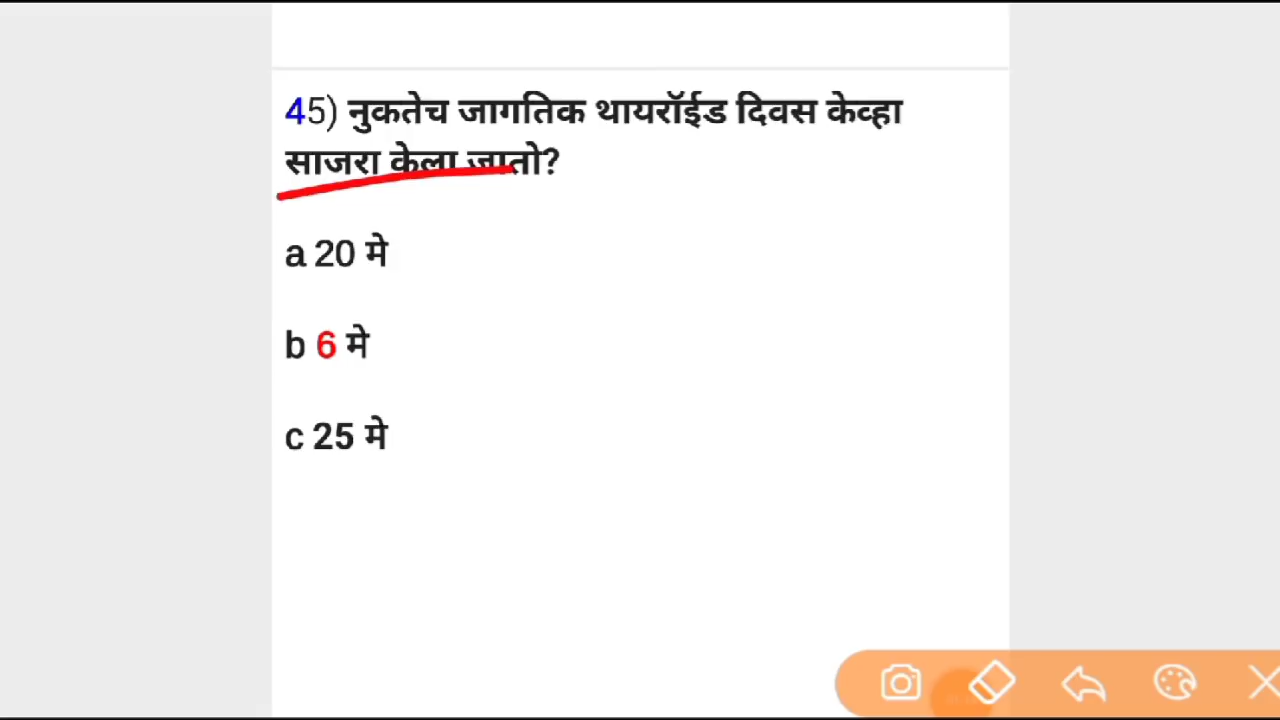 45) नुकतेच जागतिक थायरॉईड दिवस केव्हा
साजरा केला जातो?
a 20 मे
b 6 मे
c 25 मे